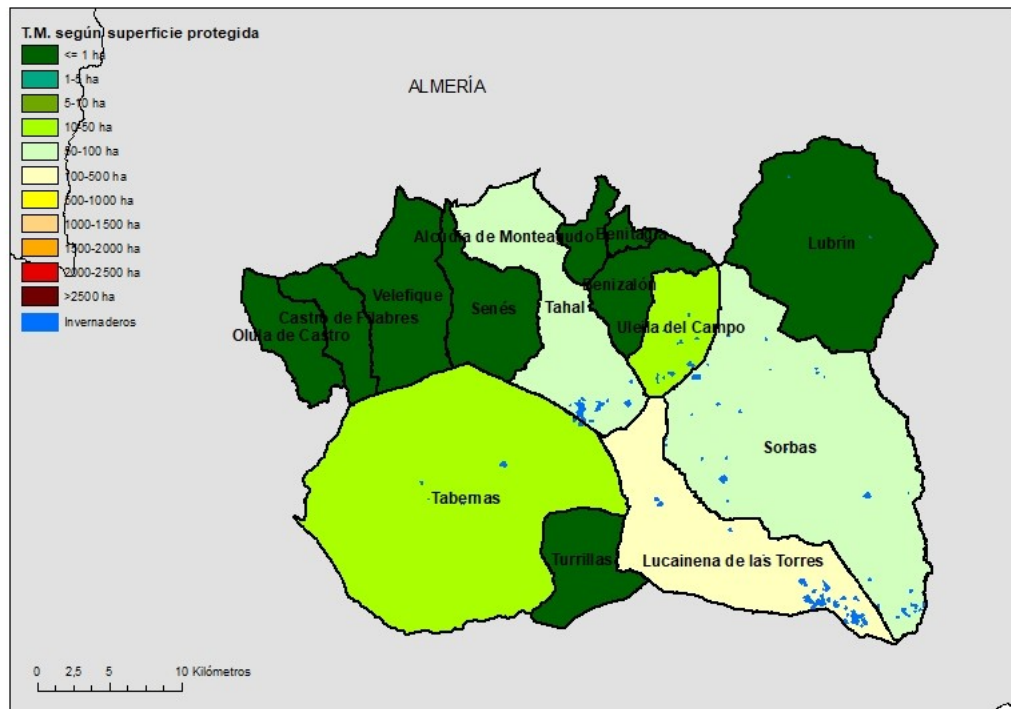 T.M. según superficie protegida
<= 1 ha
1-5 ha
5-10 ha
10-50 ha
50-100 ha
100-500 ha
500-1000 ha
1000-1500 ha
1500-2000 ha
2000-2500 ha
>2500 ha
Invernaderos
ALMERÍA
Lubrín
Alcudia de Monteagudo
Benitagla
Benizalón
Velefique
Senés
Tahal
Castro de Filabres
Olula de Castro
Uleila del Campo
Sorbas
Tabernas
Turrillas
Lucainena de las Torres
0 2,5 5 10 Kilómetros